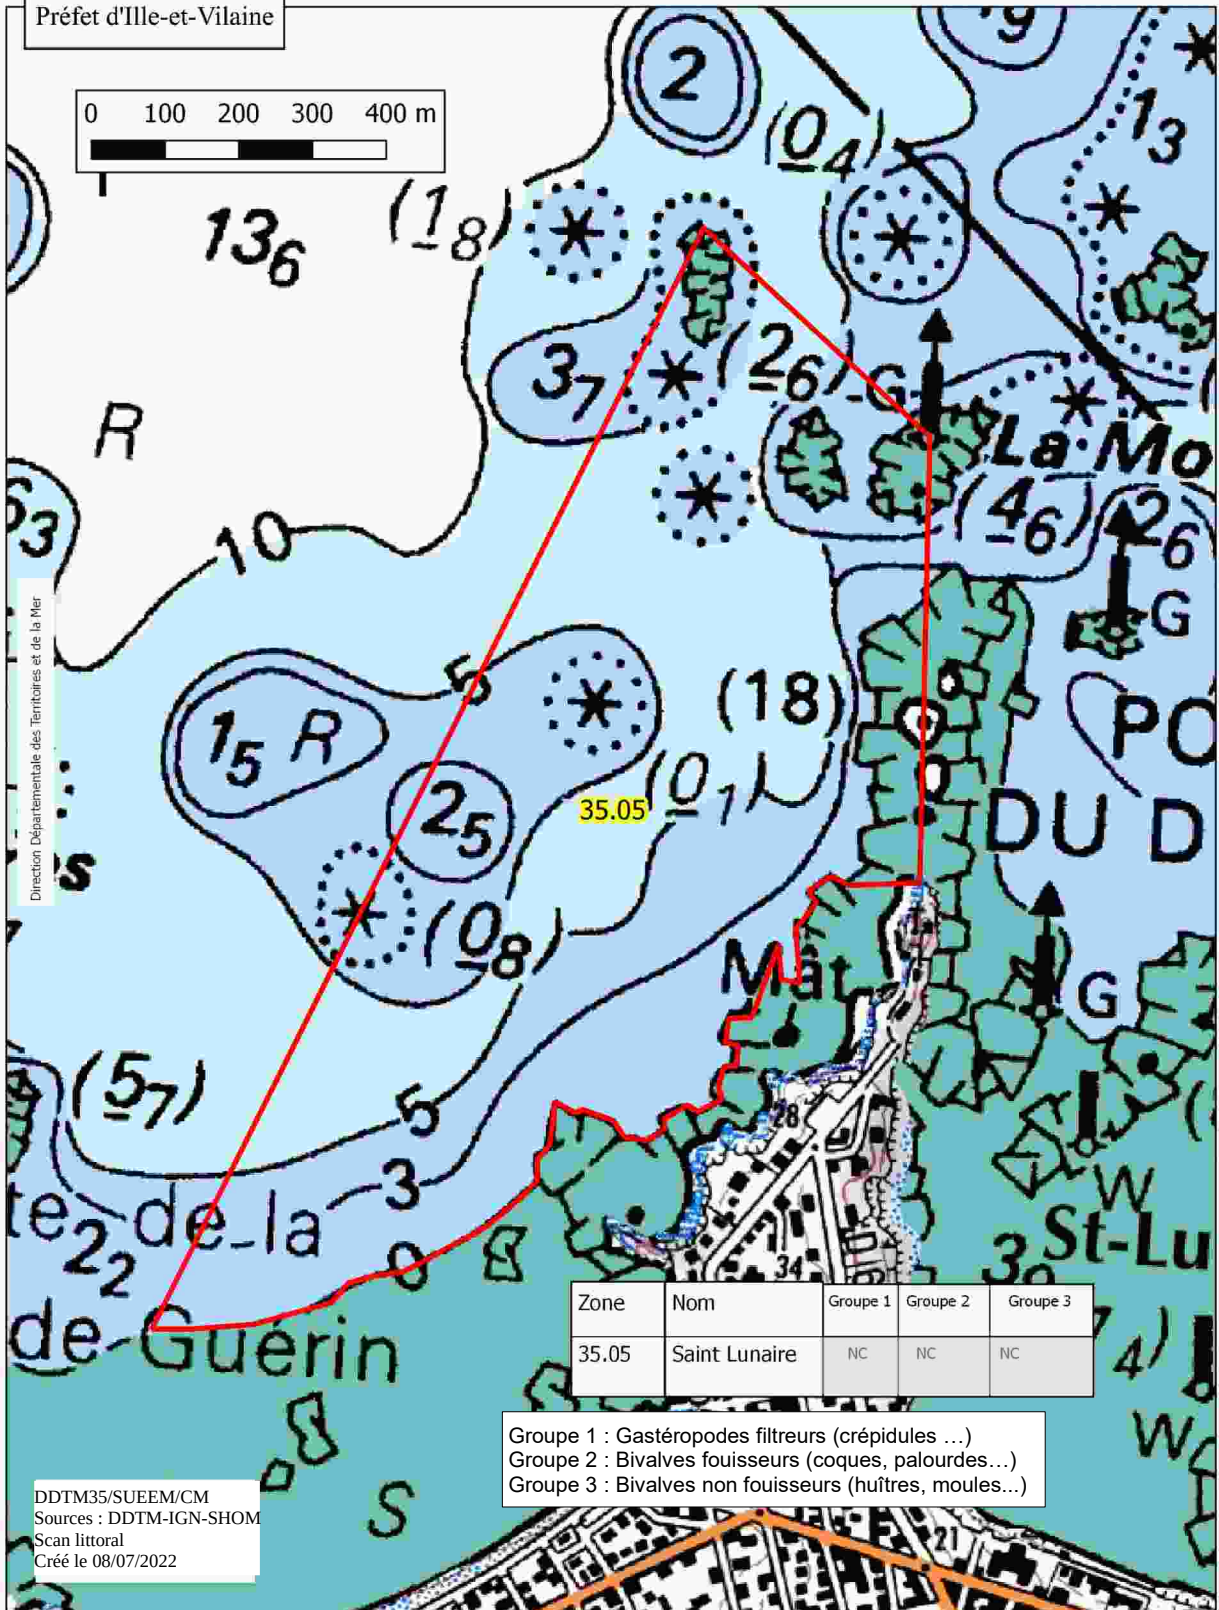 Préfet d'Ille-et-Vilaine
0 100 200 300 400 m
2
19
(0₄)
1₃
13₆
(1₈)
3₇
(2₆)
G
R
La Mo
(4₆)
2₆
6₃
10
G
Direction Départementale des Territoires et de la Mer
5
(18)
1₅ R
PO
2₅
35.05
(0₁)
DU D
s
(0₈)
Mât
G
(5₇)
5
28
3
W
te de la
2₂
St-Lu
0
34
3₉
de Guérin
Zone Nom Groupe 1 Groupe 2 Groupe 3
35.05 Saint Lunaire NC NC NC
4)
W
Groupe 1 : Gastéropodes filtreurs (crépidules …)
Groupe 2 : Bivalves fouisseurs (coques, palourdes…)
Groupe 3 : Bivalves non fouisseurs (huîtres, moules...)
S
DDTM35/SUEEM/CM
Sources : DDTM-IGN-SHOM
Scan littoral
Créé le 08/07/2022
21